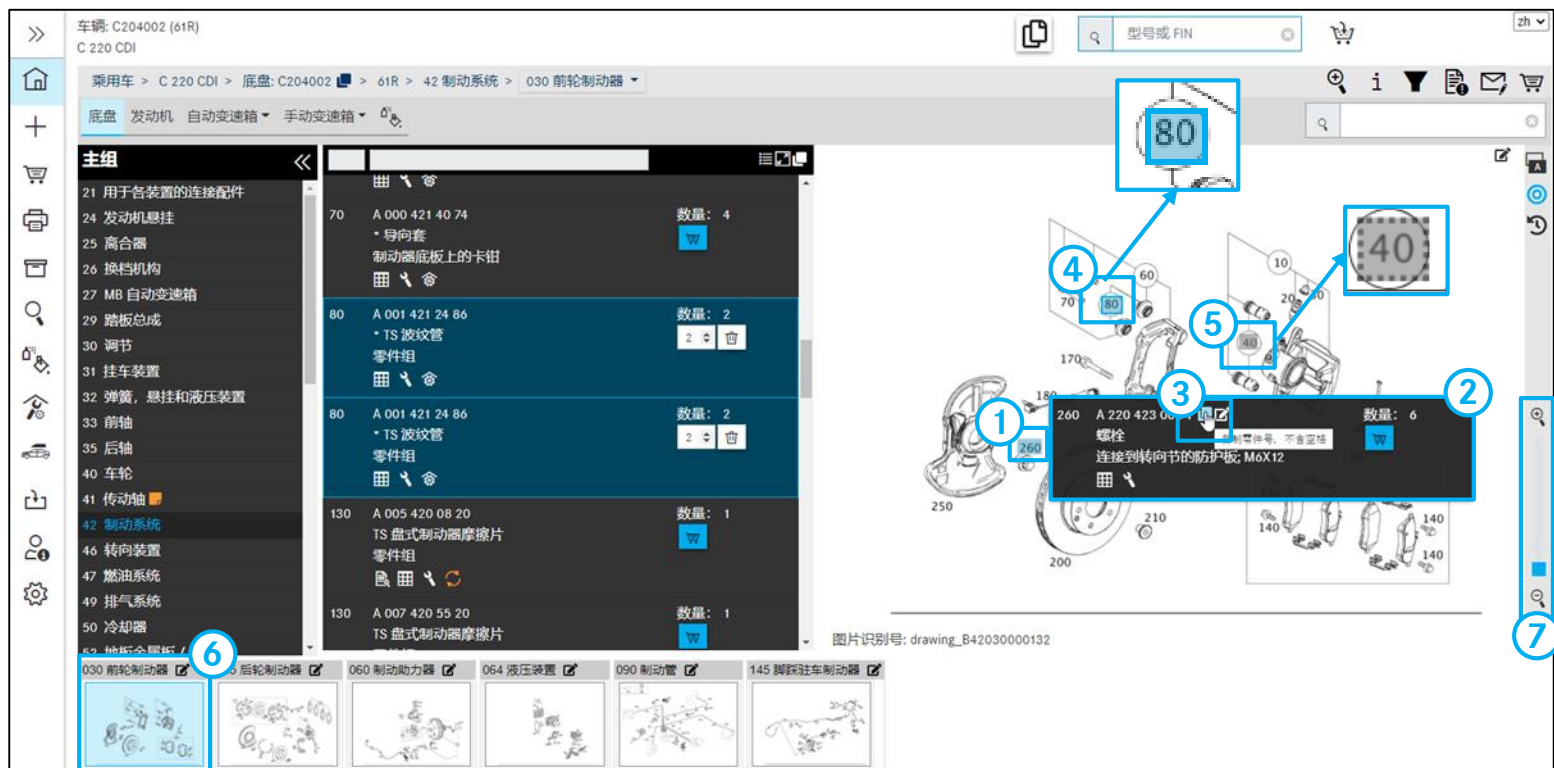 车辆: C204002 (61R)
C 220 CDI
型号或 FIN
zh
乘用车 > C 220 CDI > 底盘: C204002 > 61R > 42 制动系统 > 030 前轮制动器
底盘 发动机 自动变速箱 手动变速箱
主组
21 用于各装置的连接配件
24 发动机悬挂
25 离合器
26 换档机构
27 MB 自动变速箱
29 踏板总成
30 调节
31 挂车装置
32 弹簧，悬挂和液压装置
33 前轴
35 后轴
40 车轮
41 传动轴
42 制动系统
46 转向装置
47 燃油系统
49 排气系统
50 冷却器
70 A 000 421 40 74 数量: 4
* 导向套
制动器底板上的卡钳
80 A 001 421 24 86 数量: 2
* TS 波纹管 2
零件组
80 A 001 421 24 86 数量: 2
* TS 波纹管 2
零件组
130 A 005 420 08 20 数量: 1
TS 盘式制动器摩擦片
零件组
130 A 007 420 55 20 数量: 1
TS 盘式制动器摩擦片
80
40
4
60
70
80
10
20
5
40
170
180
1
260
250
200
210
140
140
140
3
2
260 A 220 423 数量: 6
螺栓
制零件号，不含空格
连接到转向节的防护板; M6X12
图片识别号: drawing_B42030000132
7
6
030 前轮制动器
后轮制动器
060 制动助力器
064 液压装置
090 制动管
145 脚踩驻车制动器